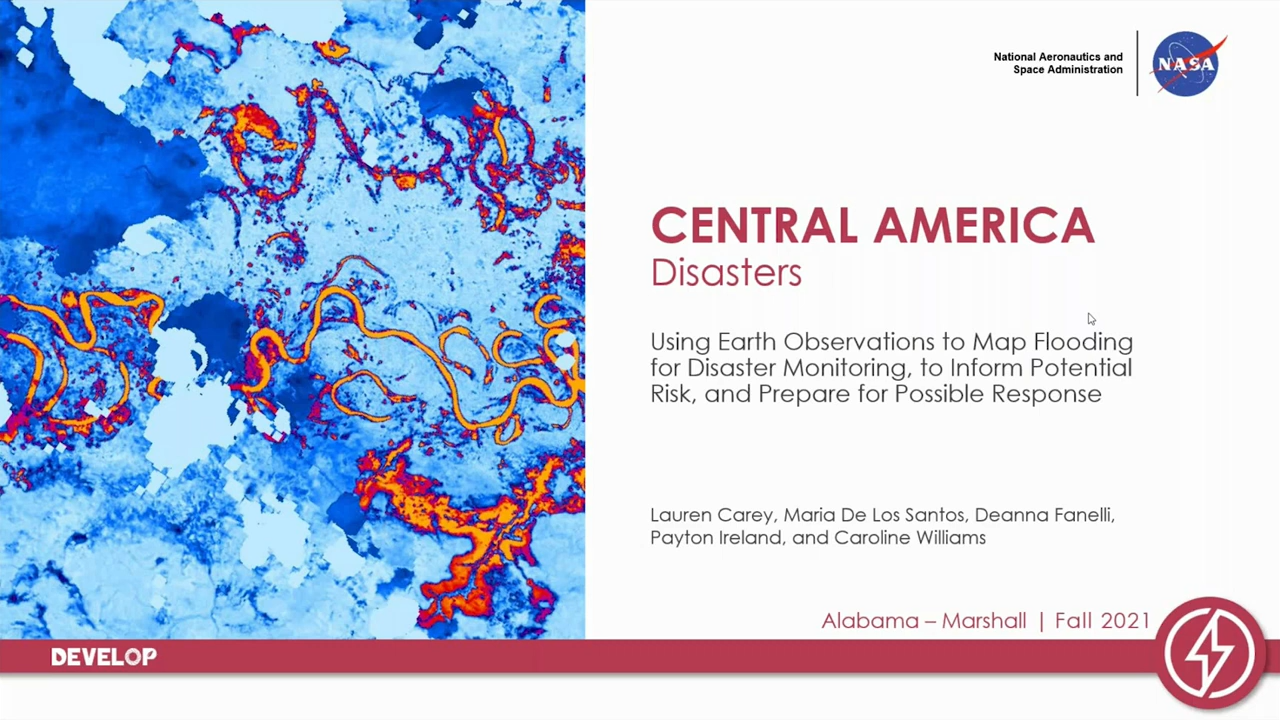 National Aeronautics and
Space Administration
NASA
CENTRAL AMERICA
Disasters
Using Earth Observations to Map Flooding
for Disaster Monitoring, to Inform Potential
Risk, and Prepare for Possible Response
Lauren Carey, Maria De Los Santos, Deanna Fanelli,
Payton Ireland, and Caroline Williams
Alabama – Marshall | Fall 2021
DEVELOP